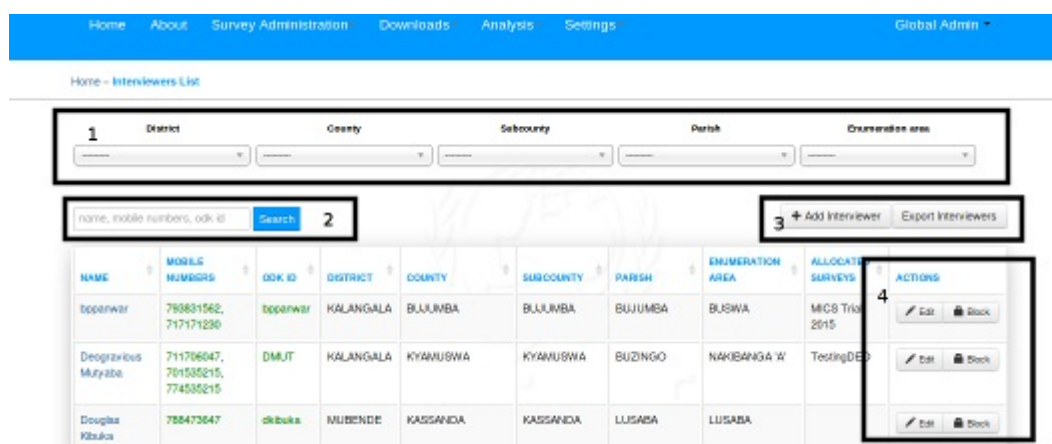 Home About Survey Administration Downloads Analysis Settings Global Admin
Home – Interviewers List
1 District County Subcounty Parish Enumeration area
-------- -------- -------- -------- --------
name, mobile numbers, odk id Search 2 3 + Add Interviewer Export Interviewers
NAME MOBILE NUMBERS ODK ID DISTRICT COUNTY SUBCOUNTY PARISH ENUMERATION AREA ALLOCATED SURVEYS ACTIONS
4
bppanwar 793831562, bppanwar KALANGALA BUJUMBA BUJUMBA BUJUMBA BUSWA MICS Trial Edit Block
717171230 2015
Deogravious 711706047, DMUT KALANGALA KYAMUSWA KYAMUSWA BUZINGO NAKIBANGA 'A' TestingDEO Edit Block
Mutyaba 701535215,
774535215
Douglas 788473647 dkibuka MUBENDE KASSANDA KASSANDA LUSABA LUSABA Edit Block
Kibuka